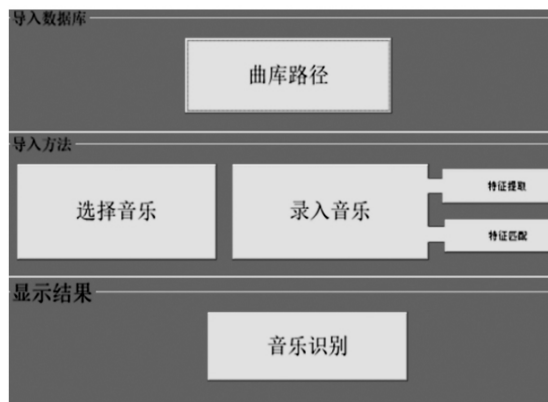 导入数据库
曲库路径
导入方法
选择音乐
录入音乐
特征提取
特征匹配
显示结果
音乐识别